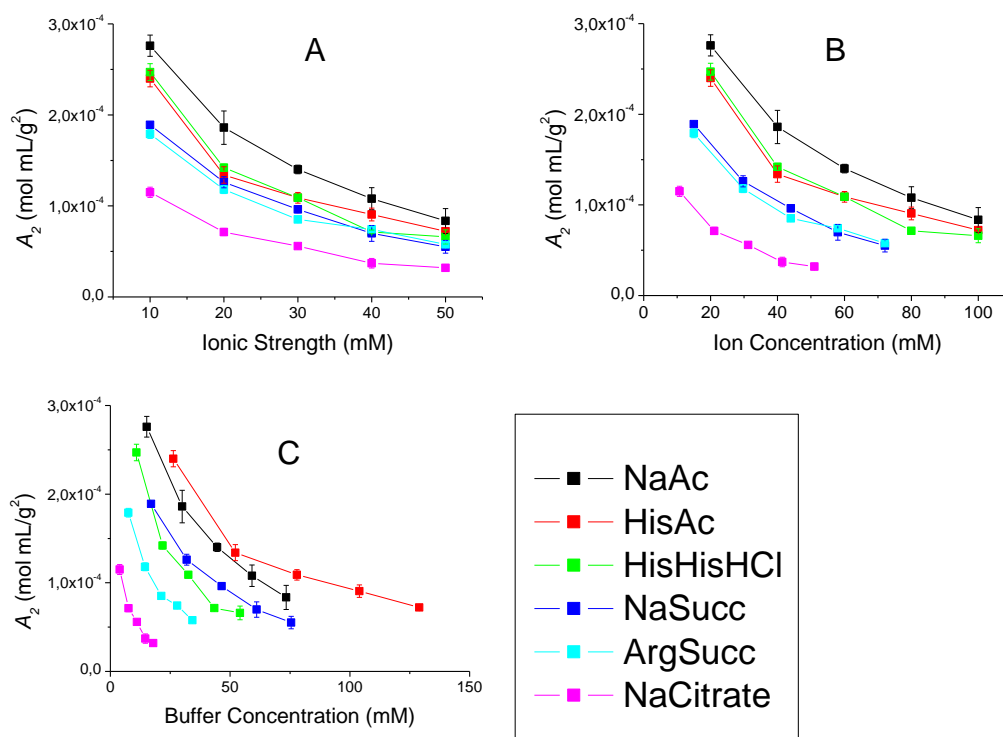 A
3,0x10⁻⁴
2,0x10⁻⁴
1,0x10⁻⁴
0,0
A₂ (mol mL/g²)
10 20 30 40 50
Ionic Strength (mM)
B
3,0x10⁻⁴
2,0x10⁻⁴
1,0x10⁻⁴
0,0
A₂ (mol mL/g²)
0 20 40 60 80 100
Ion Concentration (mM)
C
3,0x10⁻⁴
2,0x10⁻⁴
1,0x10⁻⁴
0,0
A₂ (mol mL/g²)
0 50 100 150
Buffer Concentration (mM)
NaAc
HisAc
HisHisHCl
NaSucc
ArgSucc
NaCitrate